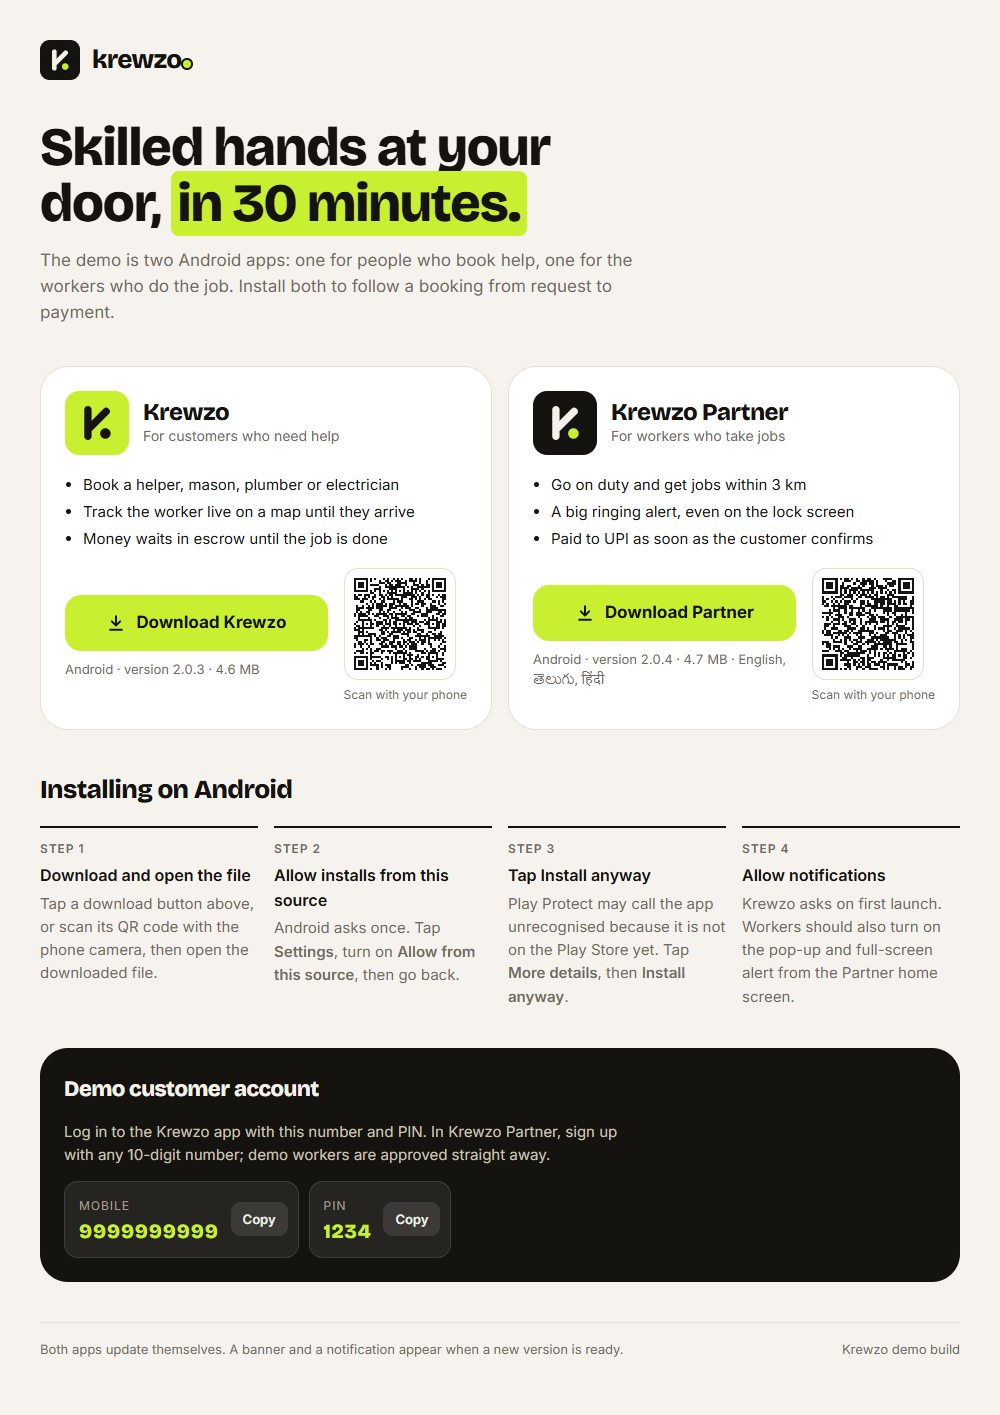 krewzo
Skilled hands at your
door, in 30 minutes.
The demo is two Android apps: one for people who book help, one for the
workers who do the job. Install both to follow a booking from request to
payment.
Krewzo
For customers who need help
• Book a helper, mason, plumber or electrician
• Track the worker live on a map until they arrive
• Money waits in escrow until the job is done
Download Krewzo
Android · version 2.0.3 · 4.6 MB
Scan with your phone
Krewzo Partner
For workers who take jobs
• Go on duty and get jobs within 3 km
• A big ringing alert, even on the lock screen
• Paid to UPI as soon as the customer confirms
Download Partner
Android · version 2.0.4 · 4.7 MB · English,
తెలుగు, हिंदी
Scan with your phone
Installing on Android
STEP 1
Download and open the file
Tap a download button above,
or scan its QR code with the
phone camera, then open the
downloaded file.
STEP 2
Allow installs from this
source
Android asks once. Tap
Settings, turn on Allow from
this source, then go back.
STEP 3
Tap Install anyway
Play Protect may call the app
unrecognised because it is not
on the Play Store yet. Tap
More details, then Install
anyway.
STEP 4
Allow notifications
Krewzo asks on first launch.
Workers should also turn on
the pop-up and full-screen
alert from the Partner home
screen.
Demo customer account
Log in to the Krewzo app with this number and PIN. In Krewzo Partner, sign up
with any 10-digit number; demo workers are approved straight away.
MOBILE
9999999999
Copy
PIN
1234
Copy
Both apps update themselves. A banner and a notification appear when a new version is ready.
Krewzo demo build